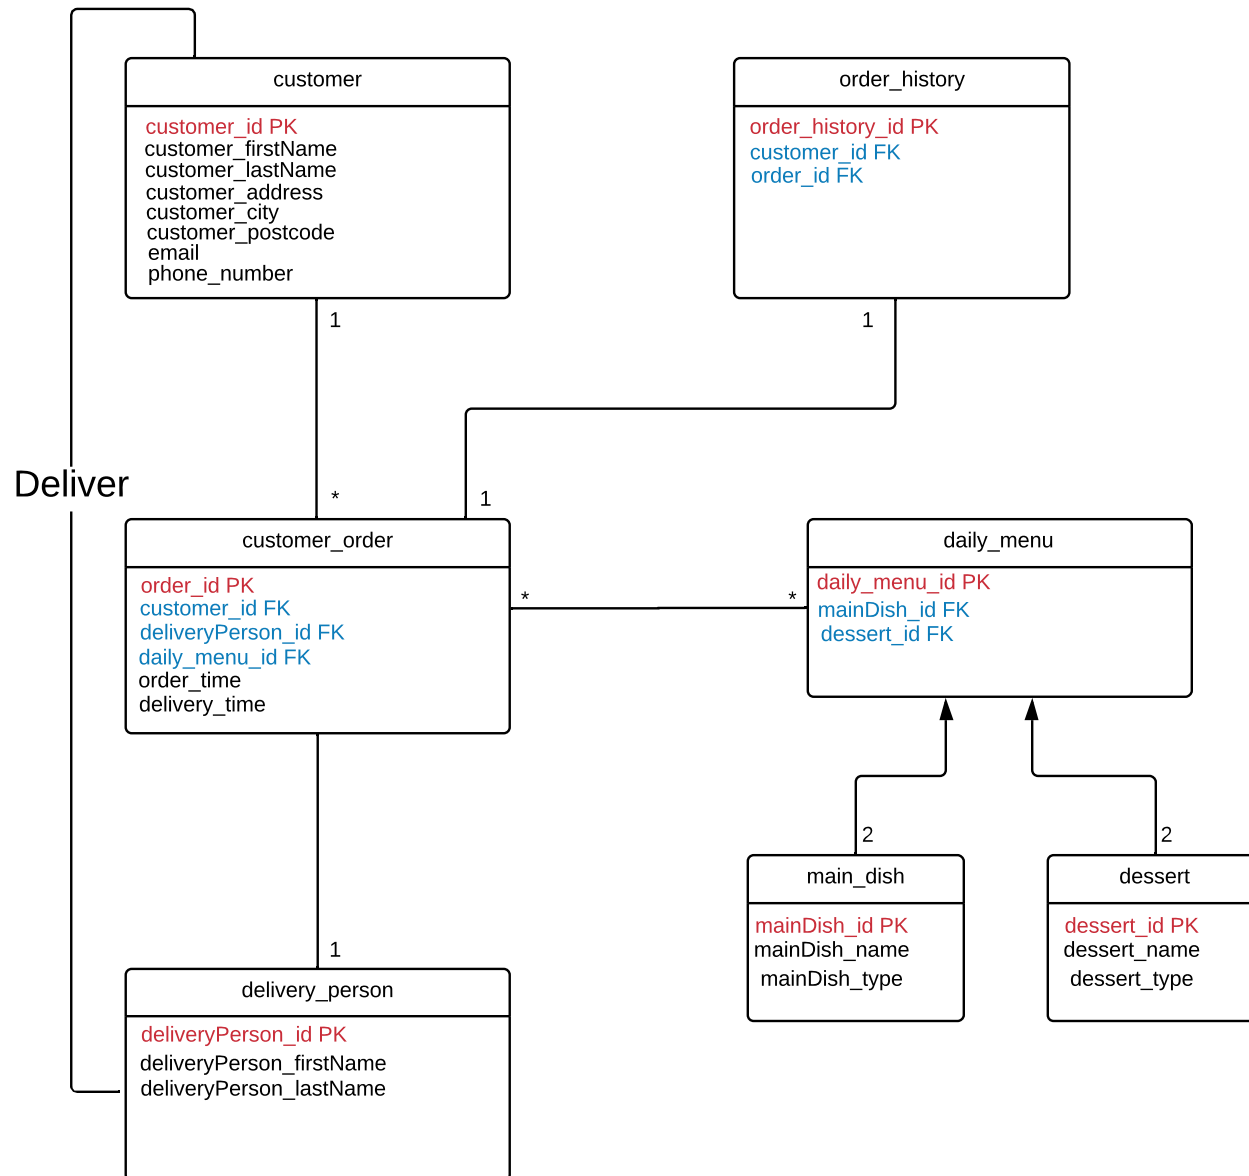 customer
customer_id PK
customer_firstName
customer_lastName
customer_address
customer_city
customer_postcode
email
phone_number
1
order_history
order_history_id PK
customer_id FK
order_id FK
1
Deliver
*
1
customer_order
order_id PK
customer_id FK
deliveryPerson_id FK
daily_menu_id FK
order_time
delivery_time
*
*
daily_menu
daily_menu_id PK
mainDish_id FK
dessert_id FK
2
2
main_dish
mainDish_id PK
mainDish_name
mainDish_type
dessert
dessert_id PK
dessert_name
dessert_type
1
delivery_person
deliveryPerson_id PK
deliveryPerson_firstName
deliveryPerson_lastName